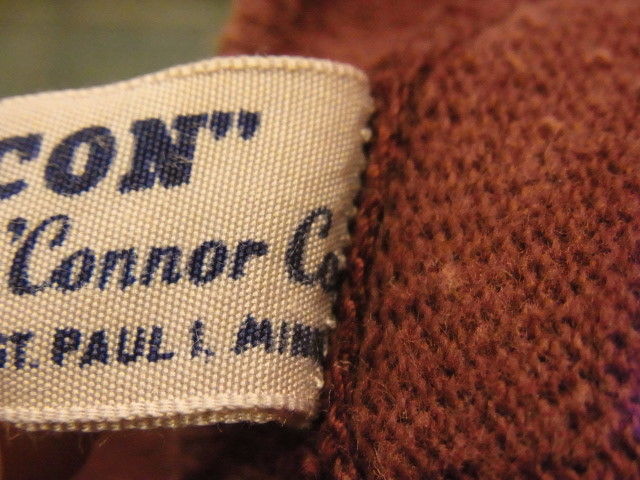 CON"
'Connor Co
ST. PAUL 1, MINN